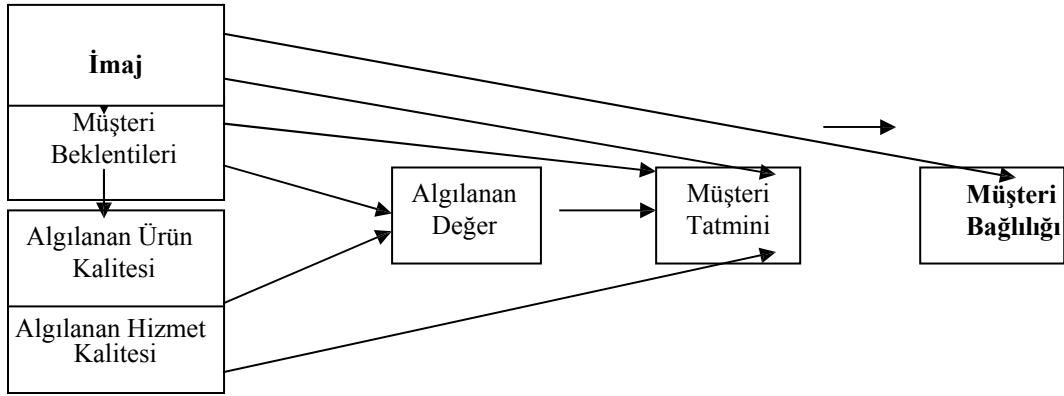 İmaj
Müşteri
Beklentileri
Algılanan Ürün
Kalitesi
Algılanan Hizmet
Kalitesi
Algılanan
Değer
Müşteri
Tatmini
Müşteri
Bağlılığı